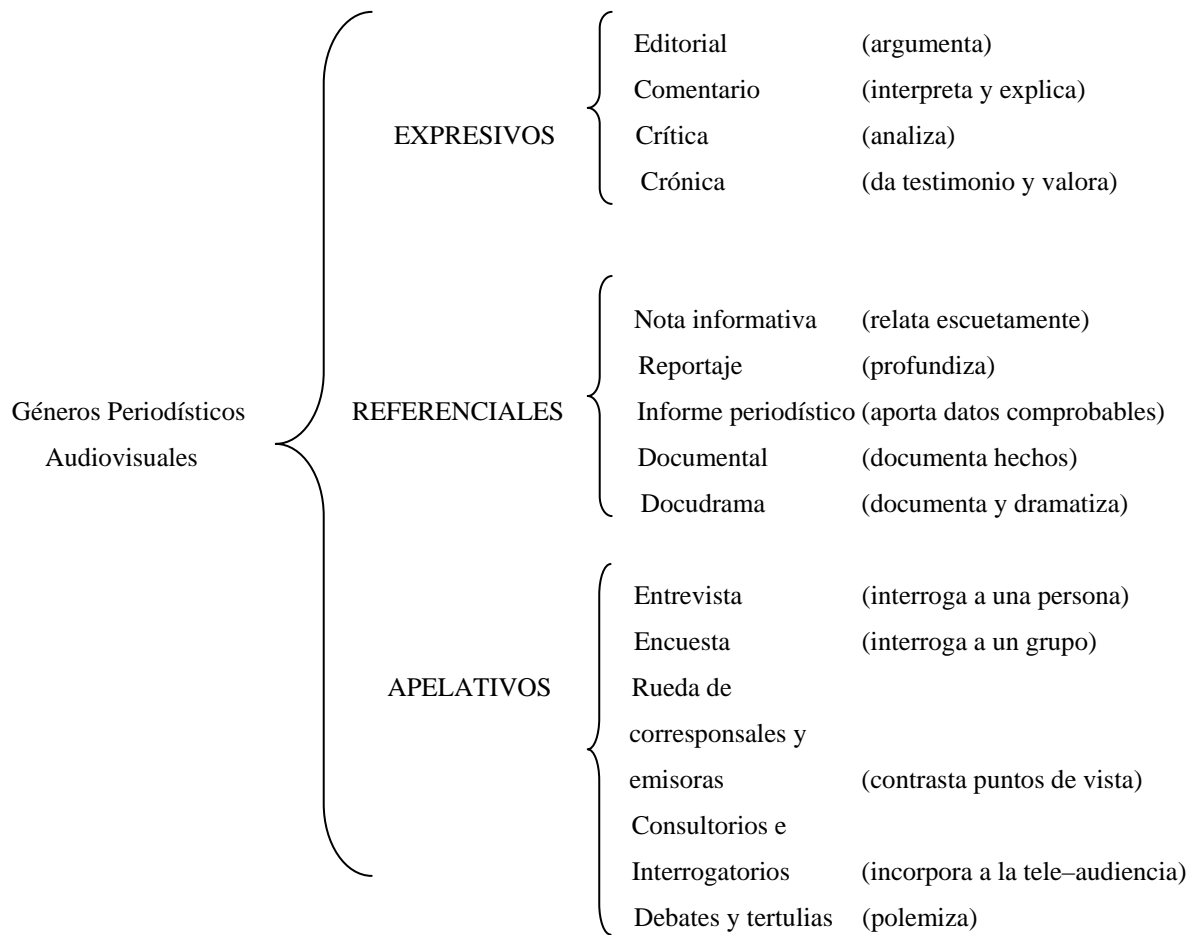 Editorial (argumenta)
Comentario (interpreta y explica)
EXPRESIVOS Crítica (analiza)
Crónica (da testimonio y valora)
Nota informativa (relata escuetamente)
Reportaje (profundiza)
Géneros Periodísticos REFERENCIALES Informe periodístico (aporta datos comprobables)
Audiovisuales Documental (documenta hechos)
Docudrama (documenta y dramatiza)
Entrevista (interroga a una persona)
Encuesta (interroga a un grupo)
APELATIVOS Rueda de
corresponsales y
emisoras (contrasta puntos de vista)
Consultorios e
Interrogatorios (incorpora a la tele–audiencia)
Debates y tertulias (polemiza)